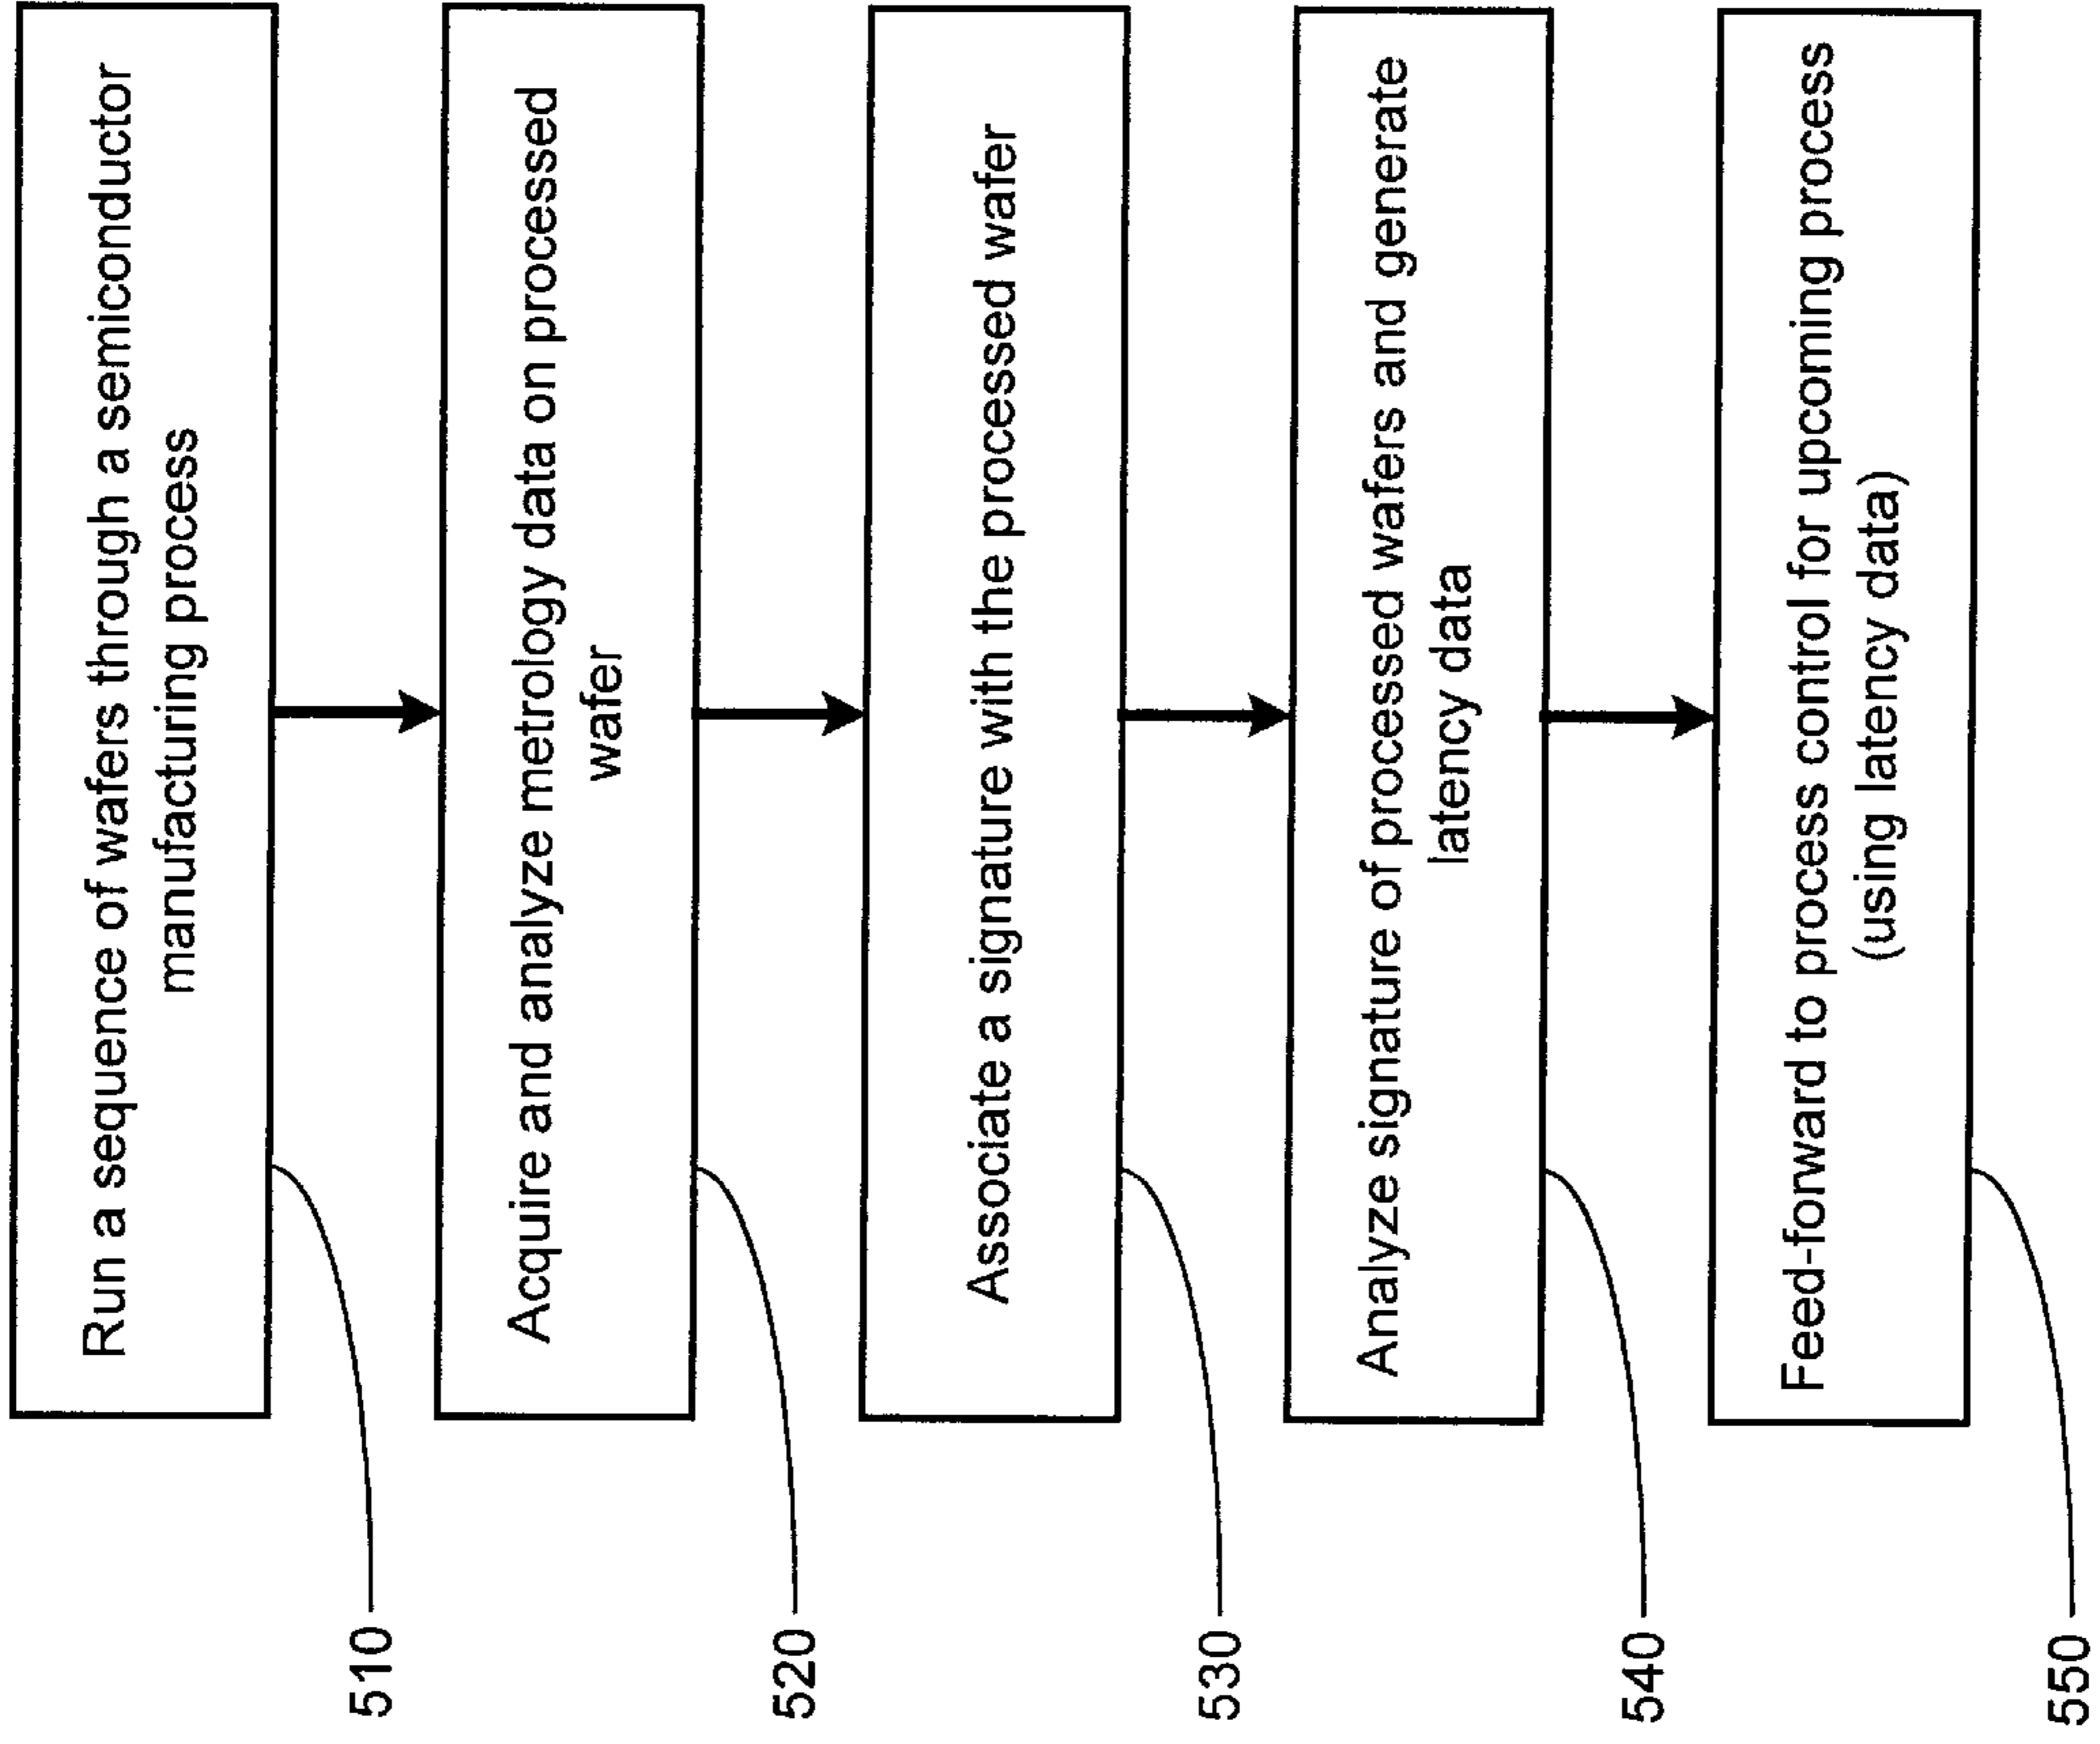 Run a sequence of wafers through a semiconductor
manufacturing process
510
Acquire and analyze metrology data on processed
wafer
520
Associate a signature with the processed wafer
530
Analyze signature of processed wafers and generate
latency data
540
Feed-forward to process control for upcoming process
(using latency data)
550